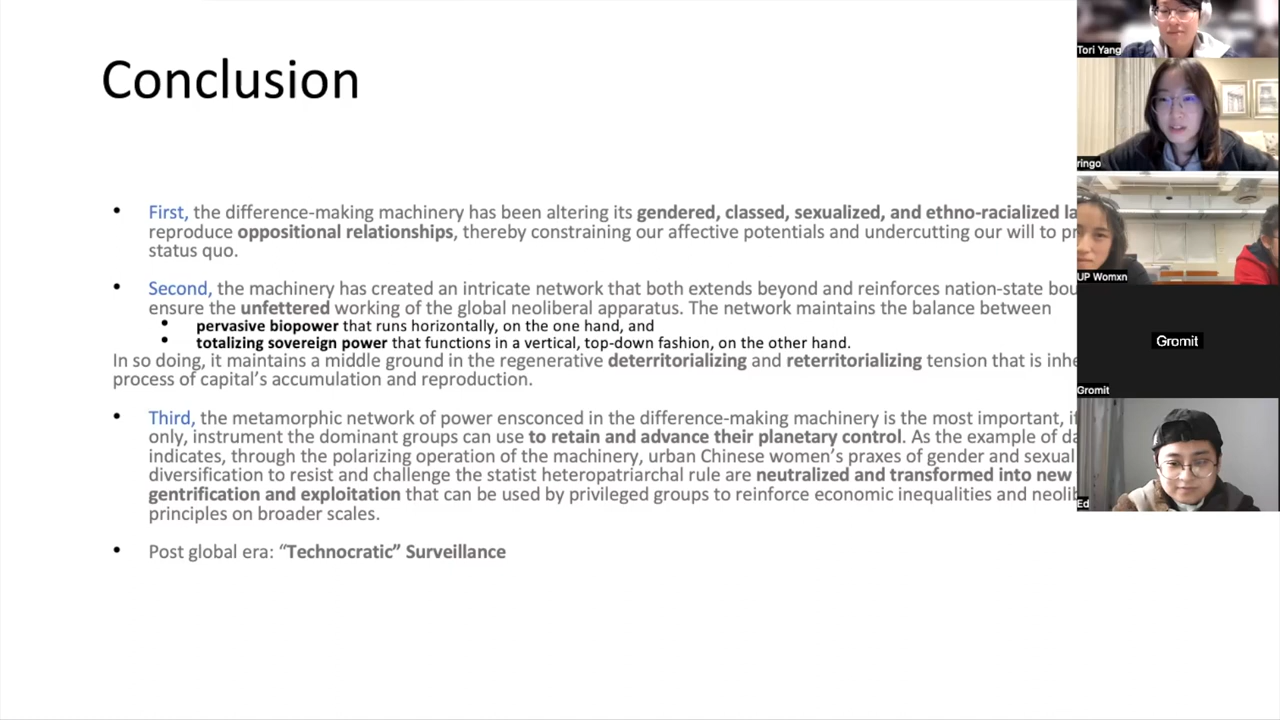 Conclusion
First, the difference-making machinery has been altering its gendered, classed, sexualized, and ethno-racialized
reproduce oppositional relationships, thereby constraining our affective potentials and undercutting our will to
status quo.
Second, the machinery has created an intricate network that both extends beyond and reinforces nation-state
ensure the unfettered working of the global neoliberal apparatus. The network maintains the balance between
pervasive biopower that runs horizontally, on the one hand, and
totalizing sovereign power that functions in a vertical, top-down fashion, on the other hand.
In so doing, it maintains a middle ground in the regenerative deterritorializing and reterritorializing tension that is
process of capital's accumulation and reproduction.
Third, the metamorphic network of power ensconced in the difference-making machinery is the most important,
only, instrument the dominant groups can use to retain and advance their planetary control. As the example of
indicates, through the polarizing operation of the machinery, urban Chinese women's praxes of gender and sexual
diversification to resist and challenge the statist heteropatriarchal rule are neutralized and transformed into new
gentrification and exploitation that can be used by privileged groups to reinforce economic inequalities and
principles on broader scales.
Post global era: "Technocratic" Surveillance
Tori Yang
ringo
UP Womxn
Gromit
Gromit
Ed